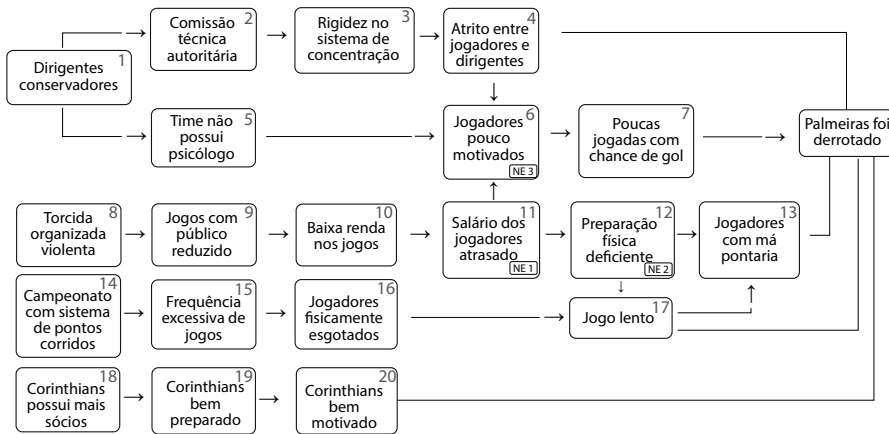 1
Dirigentes
conservadores
2
Comissão
técnica
autoritária
3
Rigidez no
sistema de
concentração
4
Atrito entre
jogadores e
dirigentes
5
Time não
possui
psicólogo
6
Jogadores
pouco
motivados
NE 3
7
Poucas
jogadas com
chance de gol
Palmeiras foi
derrotado
8
Torcida
organizada
violenta
9
Jogos com
público
reduzido
10
Baixa renda
nos jogos
11
Salário dos
jogadores
atrasado
NE 1
12
Preparação
física
deficiente
NE 2
13
Jogadores
com má
pontaria
14
Campeonato
com sistema
de pontos
corridos
15
Frequência
excessiva de
jogos
16
Jogadores
fisicamente
esgotados
17
Jogo lento
18
Corinthians
possui mais
sócios
19
Corinthians
bem
preparado
20
Corinthians
bem
motivado